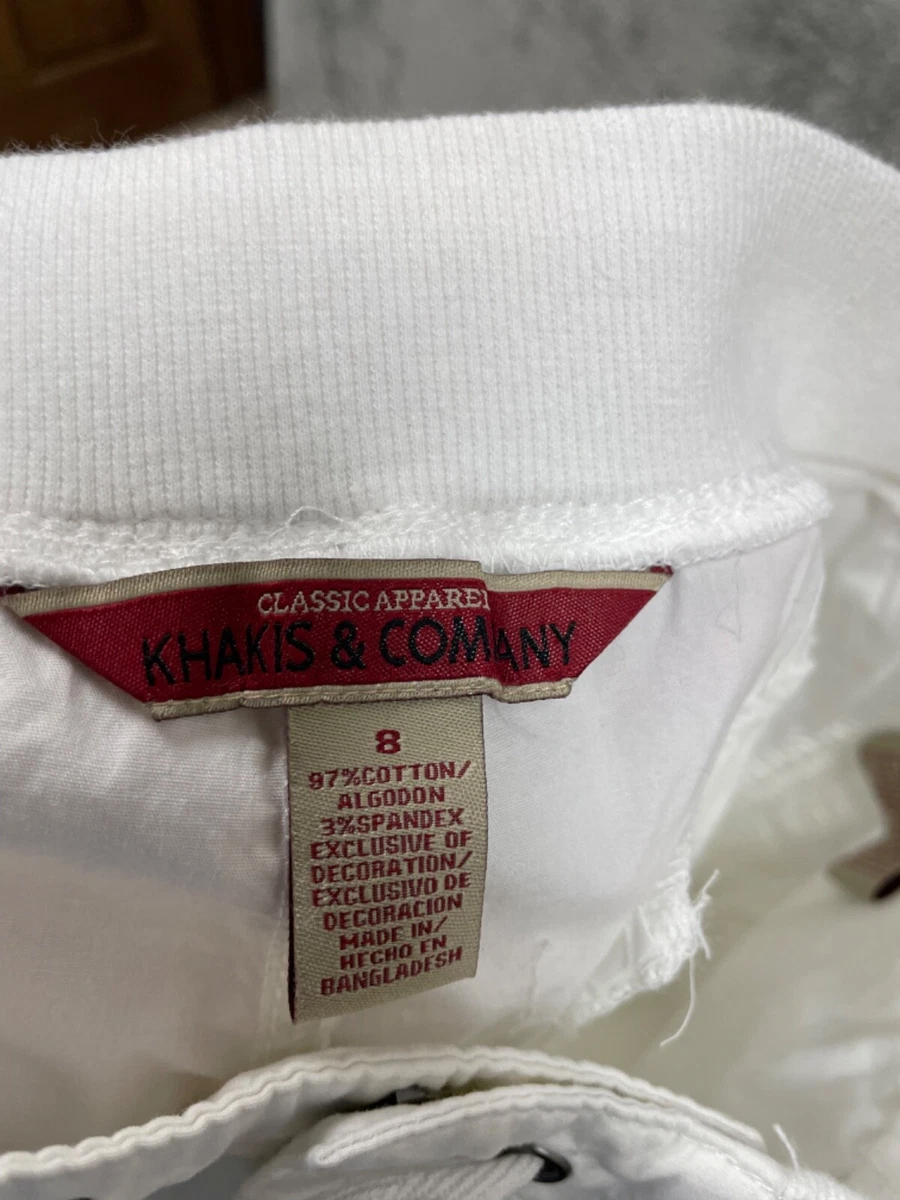 CLASSIC APPAREL
KHAKIS & COMPANY
8
97%COTTON/
ALGODON
3%SPANDEX
EXCLUSIVE OF
DECORATION/
EXCLUSIVO DE
DECORACION
MADE IN/
HECHO EN
BANGLADESH